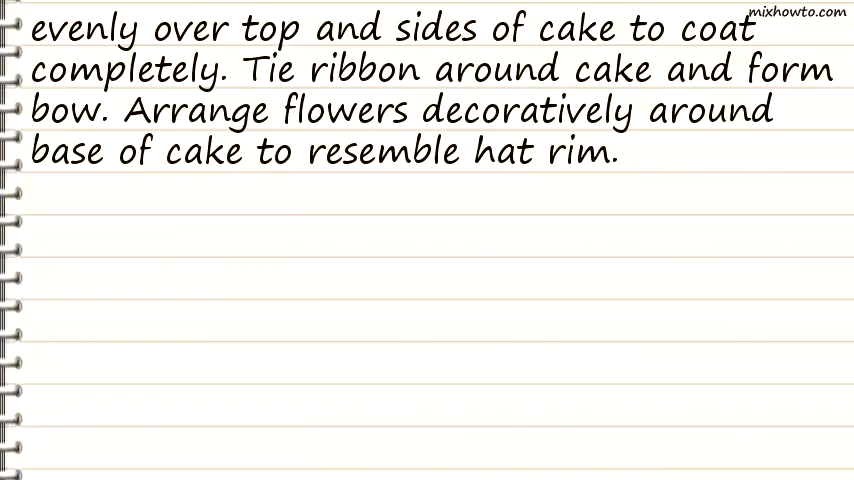 mixhowto.com
evenly over top and sides of cake to coat
completely. Tie ribbon around cake and form
bow. Arrange flowers decoratively around
base of cake to resemble hat rim.